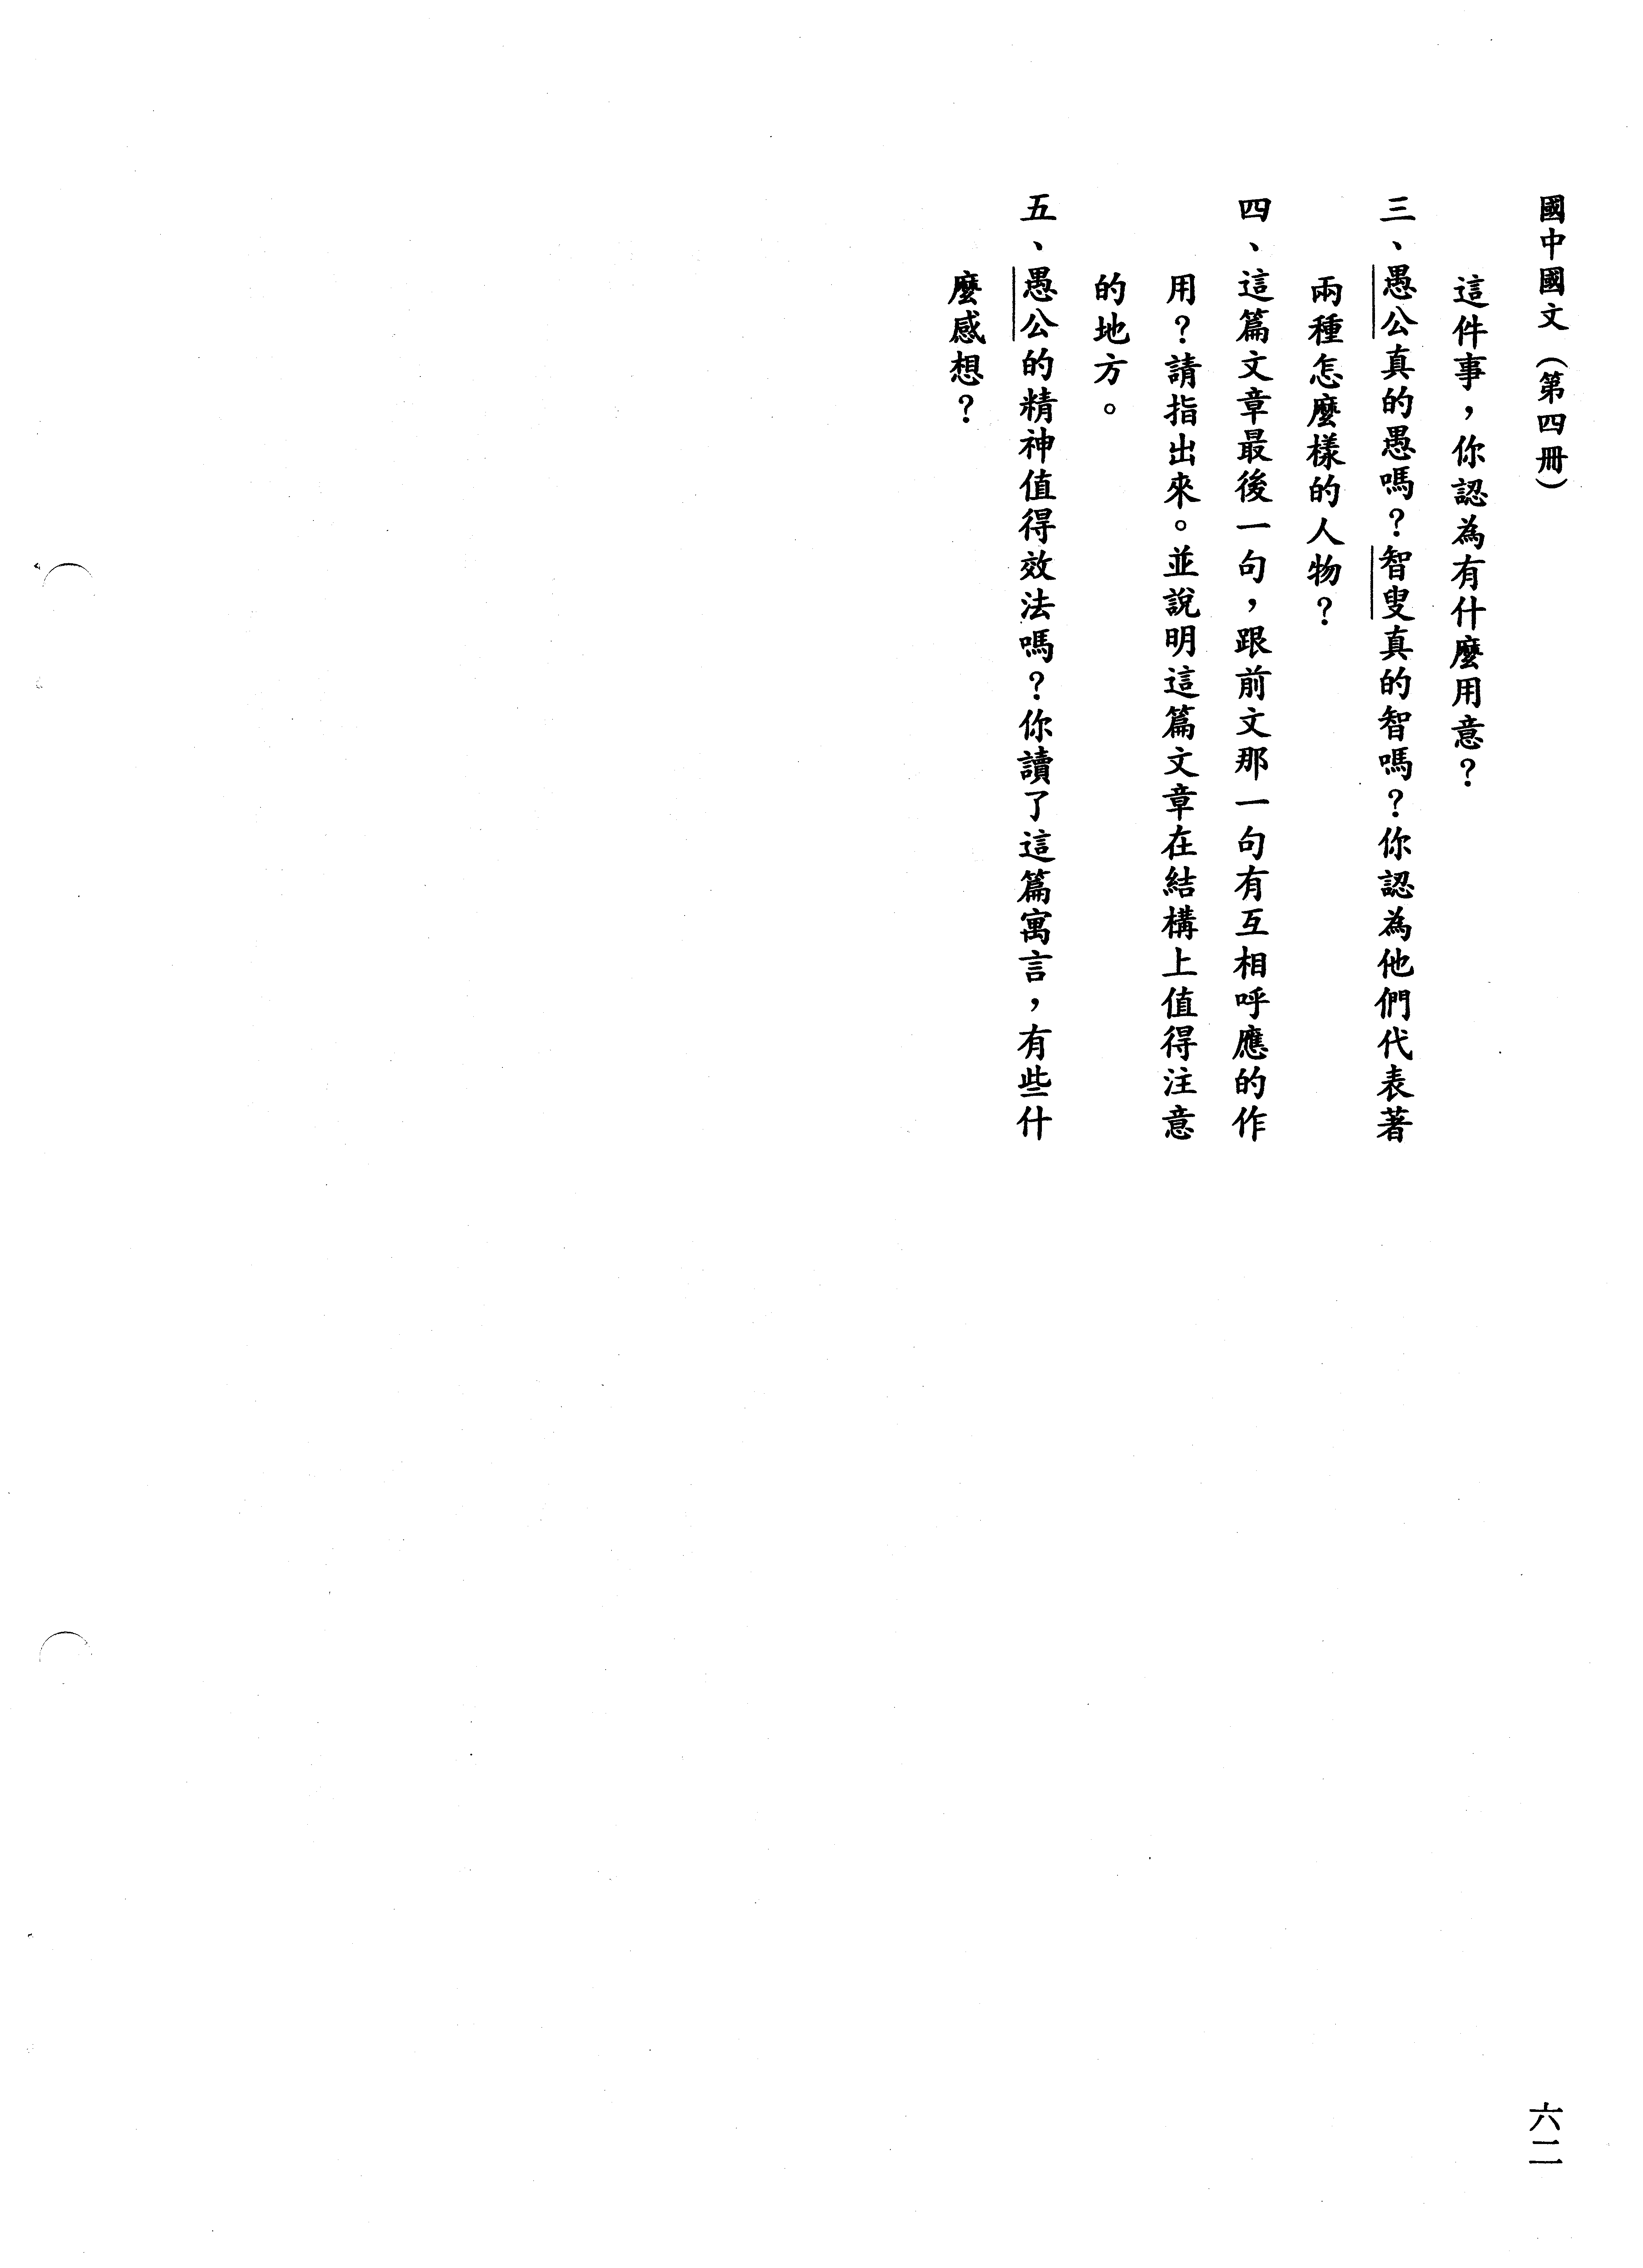 國中國文（第四冊）
這件事，你認為有什麼用意？
三、愚公真的愚嗎？智叟真的智嗎？你認為他們代表著
兩種怎麼樣的人物？
四、這篇文章最後一句，跟前文那一句有互相呼應的作
用？請指出來。並說明這篇文章在結構上值得注意
的地方。
五、愚公的精神值得效法嗎？你讀了這篇寓言，有些什
麼感想？
六二